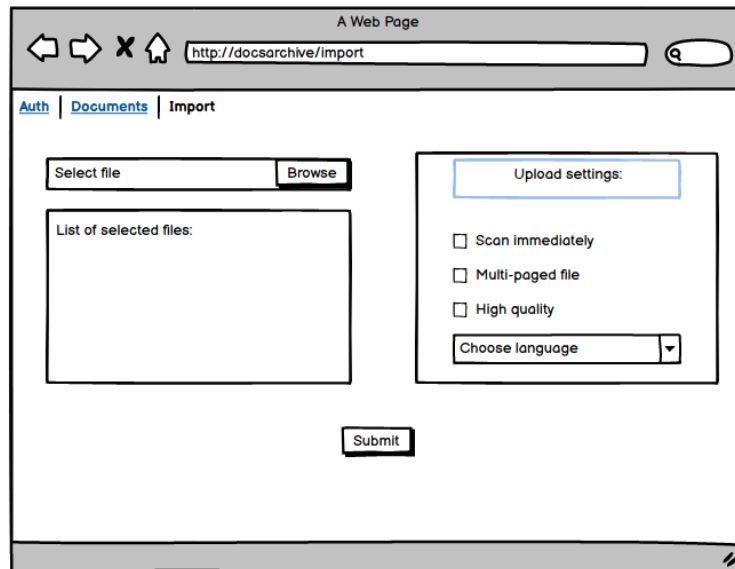 A Web Page
http://docsarchive/import
Auth | Documents | Import
Select file
Browse
List of selected files:
Upload settings:
Scan immediately
Multi-paged file
High quality
Choose language
Submit